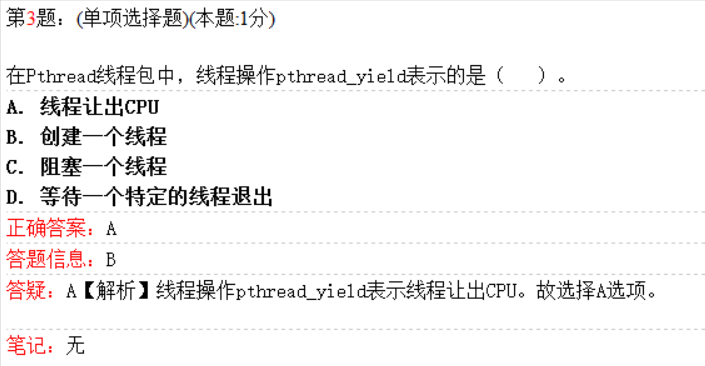 第3题：(单项选择题)(本题:1分)
在Pthread线程包中，线程操作pthread_yield表示的是（　　）。
A. 线程让出CPU
B. 创建一个线程
C. 阻塞一个线程
D. 等待一个特定的线程退出
正确答案：A
答题信息：B
答疑：A【解析】线程操作pthread_yield表示线程让出CPU。故选择A选项。
笔记：无